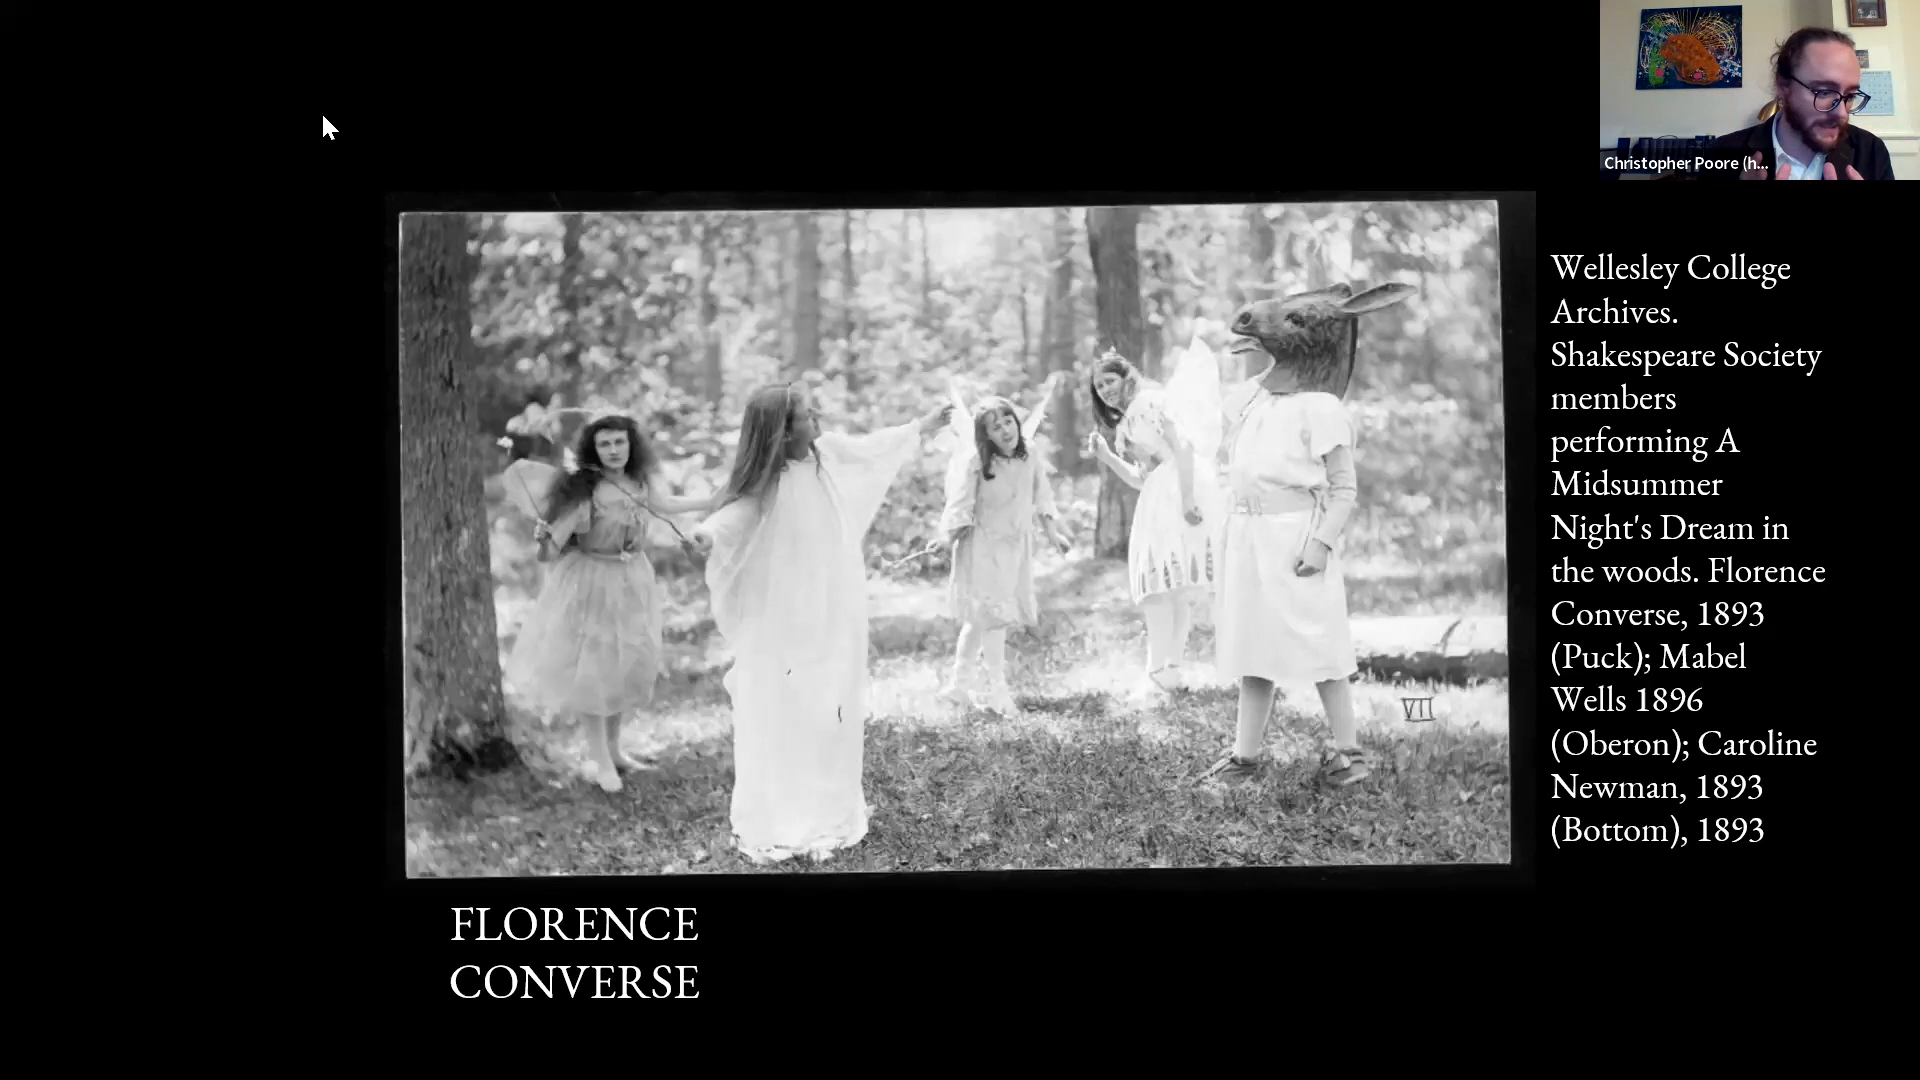 Christopher Poore (h...
Wellesley College
Archives.
Shakespeare Society
members
performing A
Midsummer
Night's Dream in
the woods. Florence
Converse, 1893
(Puck); Mabel
Wells 1896
(Oberon); Caroline
Newman, 1893
(Bottom), 1893
VII
FLORENCE
CONVERSE